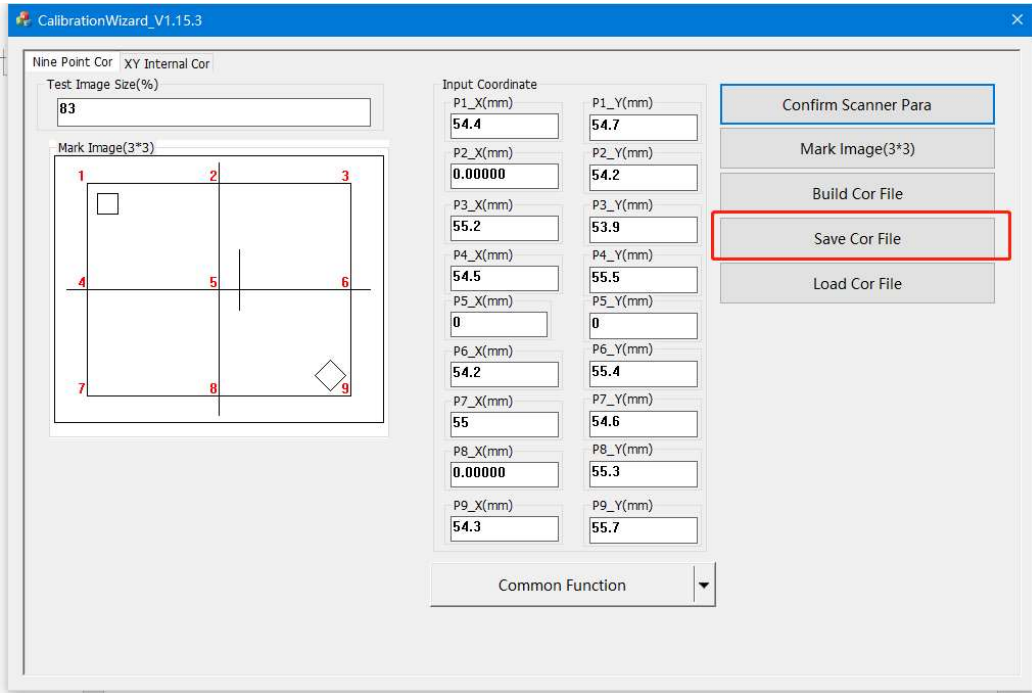 CalibrationWizard_V1.15.3
Nine Point Cor XY Internal Cor
Test Image Size(%)
83
Mark Image(3*3)
1 2 3
4 5 6
7 8 9
Input Coordinate
P1_X(mm) P1_Y(mm)
54.4 54.7
P2_X(mm) P2_Y(mm)
0.00000 54.2
P3_X(mm) P3_Y(mm)
55.2 53.9
P4_X(mm) P4_Y(mm)
54.5 55.5
P5_X(mm) P5_Y(mm)
0 0
P6_X(mm) P6_Y(mm)
54.2 55.4
P7_X(mm) P7_Y(mm)
55 54.6
P8_X(mm) P8_Y(mm)
0.00000 55.3
P9_X(mm) P9_Y(mm)
54.3 55.7
Common Function
Confirm Scanner Para
Mark Image(3*3)
Build Cor File
Save Cor File
Load Cor File